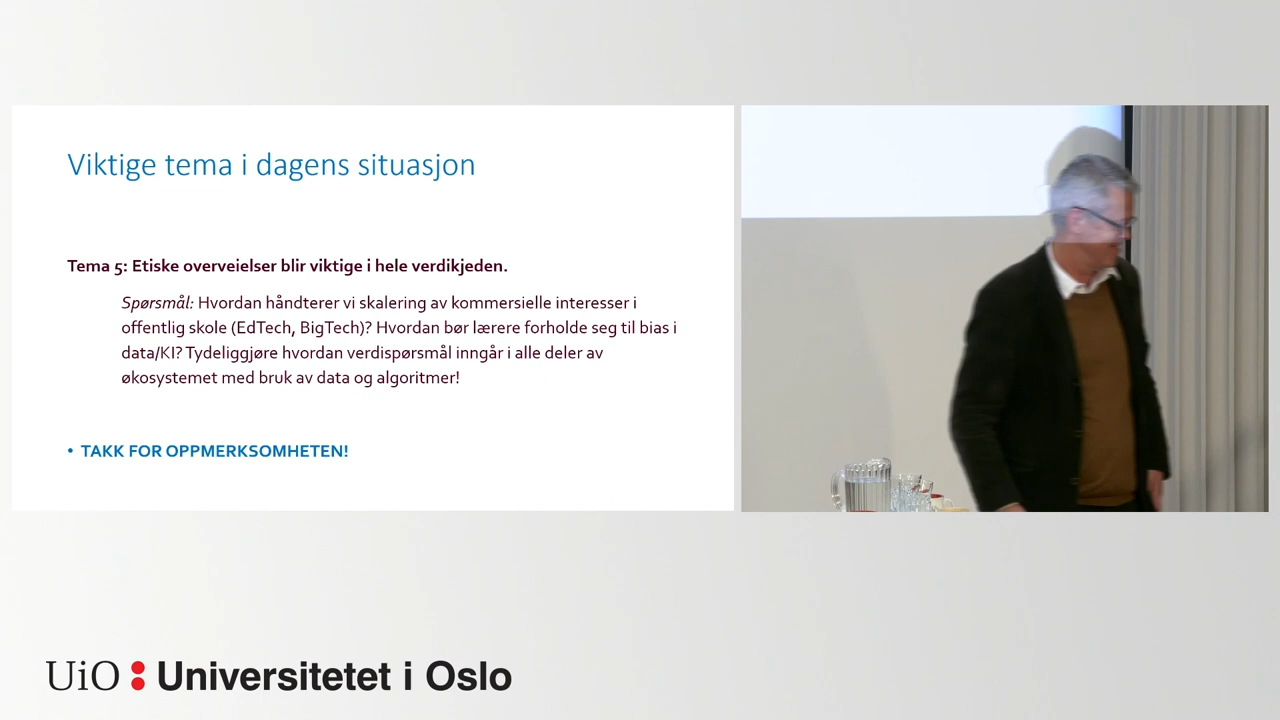 Viktige tema i dagens situasjon
Tema 5: Etiske overveielser blir viktige i hele verdikjeden.
Spørsmål: Hvordan håndterer vi skalering av kommersielle interesser i
offentlig skole (EdTech, BigTech)? Hvordan bør lærere forholde seg til bias i
data/KI? Tydeliggjøre hvordan verdispørsmål inngår i alle deler av
økosystemet med bruk av data og algoritmer!
• TAKK FOR OPPMERKSOMHETEN!
UiO : Universitetet i Oslo